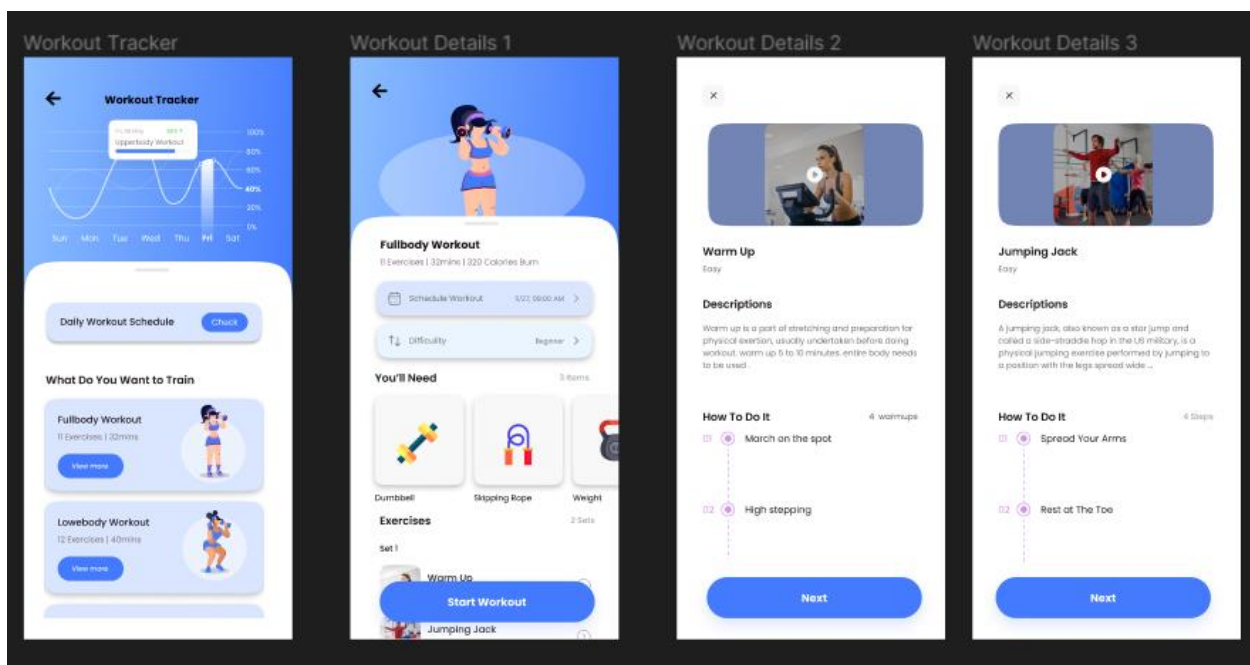 Workout Tracker
Workout Tracker
Upperbody Workout
100%
80%
60%
40%
20%
0%
Sun Mon Tue Wed Thu Fri Sat
Daily Workout Schedule
Check
What Do You Want to Train
Fullbody Workout
11 Exercises | 32mins
View more
Lowebody Workout
12 Exercises | 40mins
View more
Workout Details 1
Fullbody Workout
11 Exercises | 32mins | 320 Calories Burn
Schedule Workout 5/27, 09:00 AM
Difficulity Beginner
You'll Need 3 Items
Dumbbell Skipping Rope Weight
Exercises 2 Sets
Set 1
Warm Up
Start Workout
Jumping Jack
Workout Details 2
Warm Up
Easy
Descriptions
Warm up is a part of stretching and preparation for
physical exertion, usually undertaken before doing
workout. warm up 5 to 10 minutes. entire body needs
to be used .
How To Do It 4 warmups
01 March on the spot
02 High stepping
Next
Workout Details 3
Jumping Jack
Easy
Descriptions
A jumping jack, also known as a star jump and
called a side-straddle hop in the US military, is a
physical jumping exercise performed by jumping to
a position with the legs spread wide ...
How To Do It 4 Steps
01 Spread Your Arms
02 Rest at The Toe
Next